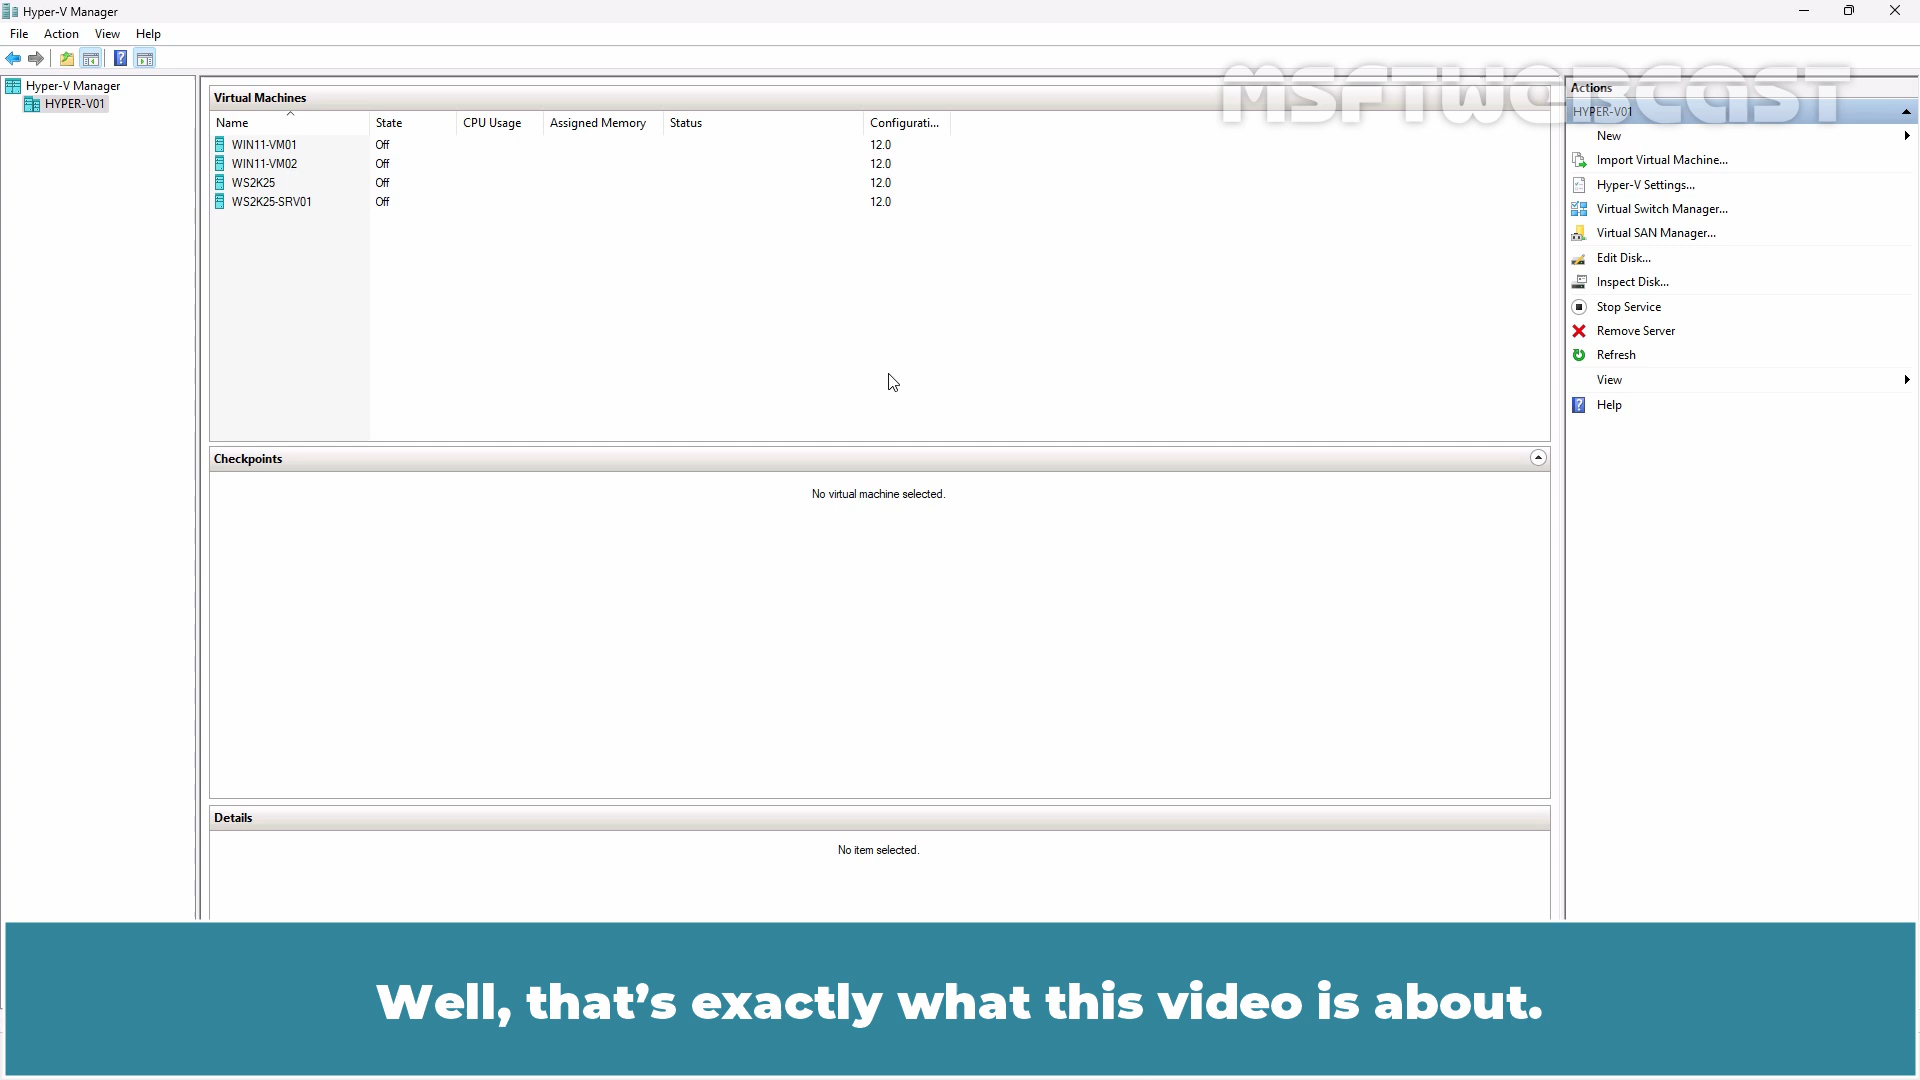 Hyper-V Manager
File Action View Help
Hyper-V Manager
HYPER-V01
Virtual Machines
Name State CPU Usage Assigned Memory Status Configurati...
WIN11-VM01 Off 12.0
WIN11-VM02 Off 12.0
WS2K25 Off 12.0
WS2K25-SRV01 Off 12.0
Checkpoints
No virtual machine selected.
Details
No item selected.
MSFTWEBCAST
Actions
HYPER-V01
New
Import Virtual Machine...
Hyper-V Settings...
Virtual Switch Manager...
Virtual SAN Manager...
Edit Disk...
Inspect Disk...
Stop Service
Remove Server
Refresh
View
Help
Well, that's exactly what this video is about.